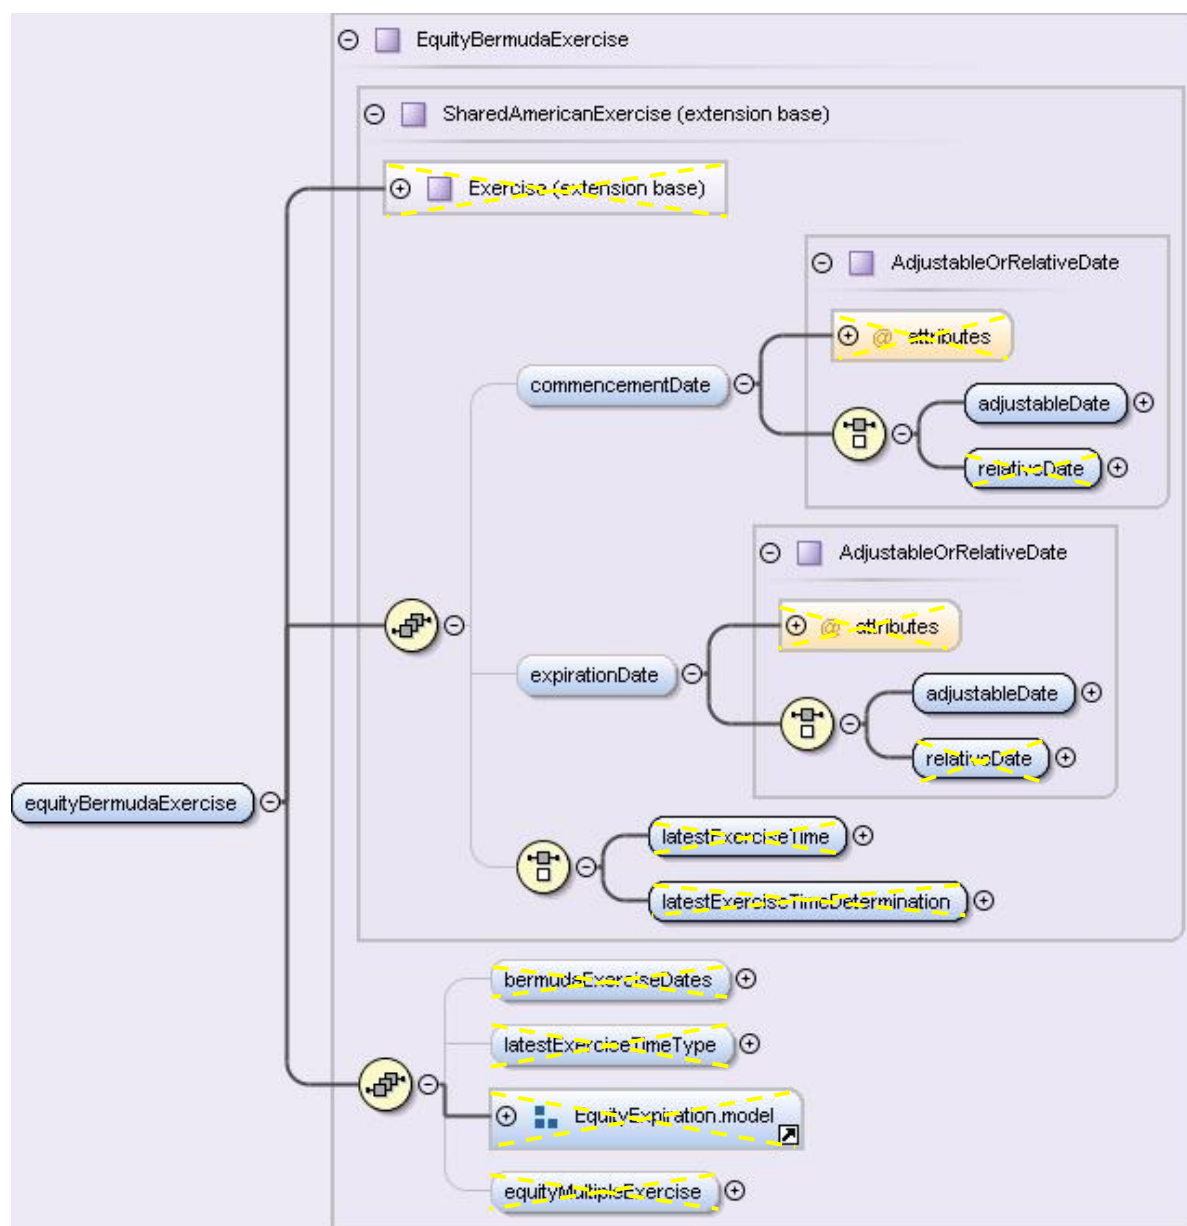 EquityBermudaExercise
SharedAmericanExercise (extension base)
Exercise (extension base)
AdjustableOrRelativeDate
@ attributes
commencementDate
adjustableDate
relativeDate
AdjustableOrRelativeDate
@ attributes
expirationDate
adjustableDate
relativeDate
equityBermudaExercise
latestExerciseTime
latestExerciseTimeDetermination
bermudaExerciseDates
latestExerciseTimeType
EquityExpiration.model
equityMultipleExercise